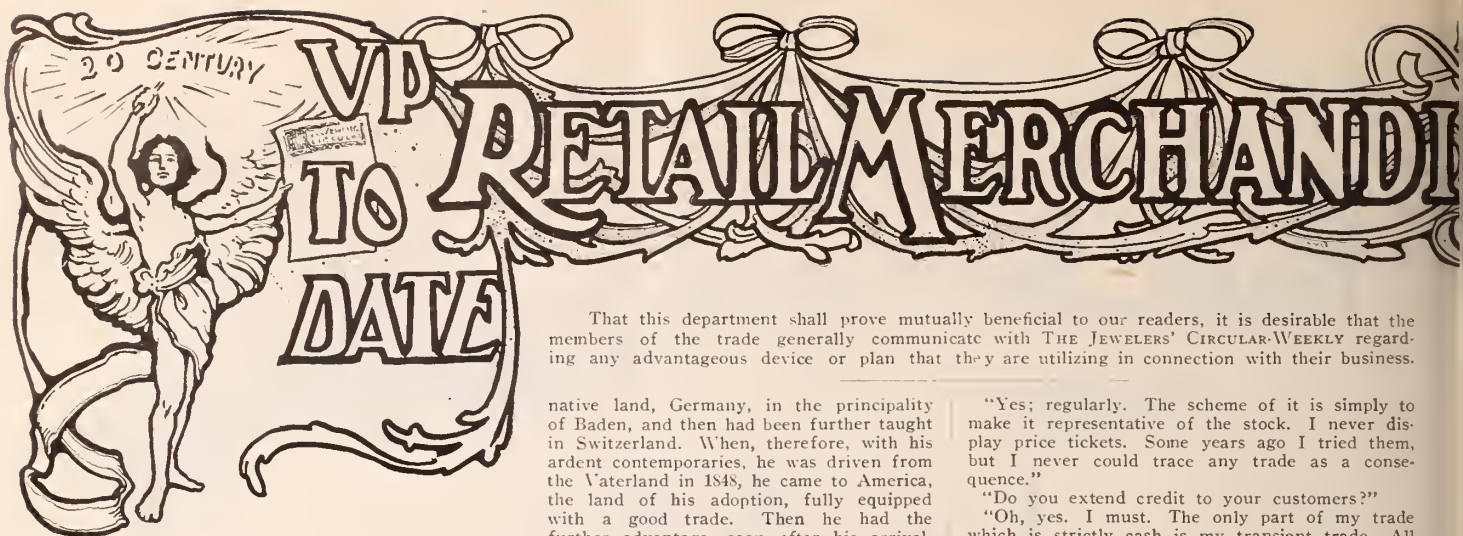 20 CENTURY
UP
TO
DATE
RETAIL MERCHANDI
That this department shall prove mutually beneficial to our readers, it is desirable that the
members of the trade generally communicate with THE JEWELERS' CIRCULAR-WEEKLY regard-
ing any advantageous device or plan that they are utilizing in connection with their business.
native land, Germany, in the principality
of Baden, and then had been further taught
in Switzerland. When, therefore, with his
ardent contemporaries, he was driven from
the Vaterland in 1848, he came to America,
the land of his adoption, fully equipped
with a good trade. Then he had the
further advantage, soon after his arrival,
"Yes; regularly. The scheme of it is simply to
make it representative of the stock. I never dis-
play price tickets. Some years ago I tried them,
but I never could trace any trade as a conse-
quence."
"Do you extend credit to your customers?"
"Oh, yes. I must. The only part of my trade
which is strictly cash is my transient trade. All